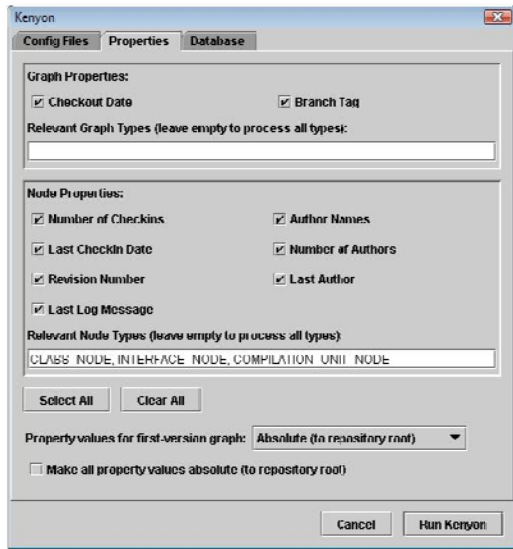 Kenyon
Config Files Properties Database
Graph Properties:
Checkout Date Branch Tag
Relevant Graph Types (leave empty to process all types):
Node Properties:
Number of Checkins Author Names
Last Checkin Date Number of Authors
Revision Number Last Author
Last Log Message
Relevant Node Types (leave empty to process all types)
CLASS_NODE, INTERFACE_NODE, COMPILATION_UNIT_NODE
Select All Clear All
Property values for first-version graph: Absolute (to repository root)
Make all property values absolute (to repository root)
Cancel Run Kenyon